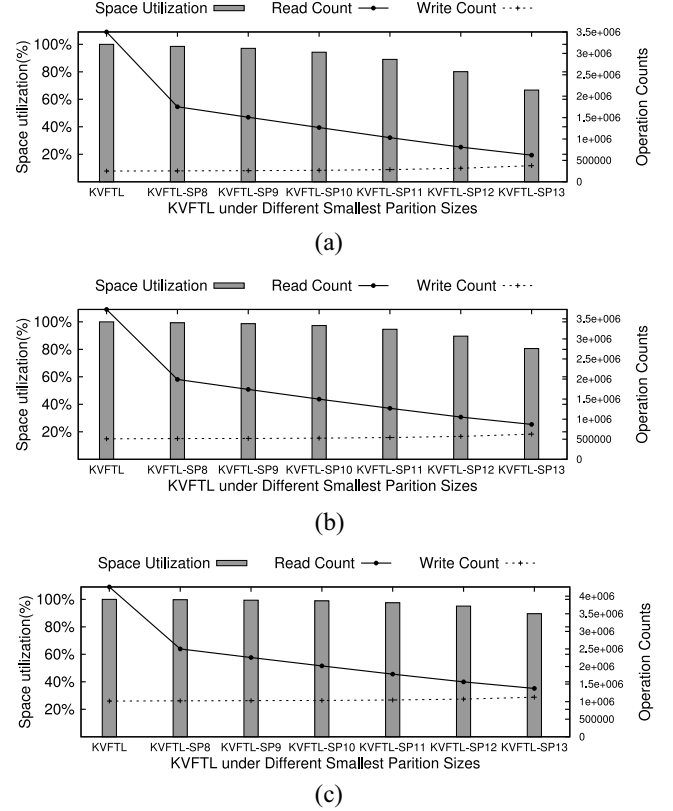 Space Utilization Read Count Write Count
Space utilization(%)
100%
80%
60%
40%
20%
3.5e+006
3e+006
2.5e+006
2e+006
1.5e+006
1e+006
500000
0
Operation Counts
KVFTL KVFTL-SP8 KVFTL-SP9 KVFTL-SP10 KVFTL-SP11 KVFTL-SP12 KVFTL-SP13
KVFTL under Different Smallest Parition Sizes
(a)
Space Utilization Read Count Write Count
Space utilization(%)
100%
80%
60%
40%
20%
3.5e+006
3e+006
2.5e+006
2e+006
1.5e+006
1e+006
500000
0
Operation Counts
KVFTL KVFTL-SP8 KVFTL-SP9 KVFTL-SP10 KVFTL-SP11 KVFTL-SP12 KVFTL-SP13
KVFTL under Different Smallest Parition Sizes
(b)
Space Utilization Read Count Write Count
Space utilization(%)
100%
80%
60%
40%
20%
4e+006
3.5e+006
3e+006
2.5e+006
2e+006
1.5e+006
1e+006
500000
0
Operation Counts
KVFTL KVFTL-SP8 KVFTL-SP9 KVFTL-SP10 KVFTL-SP11 KVFTL-SP12 KVFTL-SP13
KVFTL under Different Smallest Parition Sizes
(c)